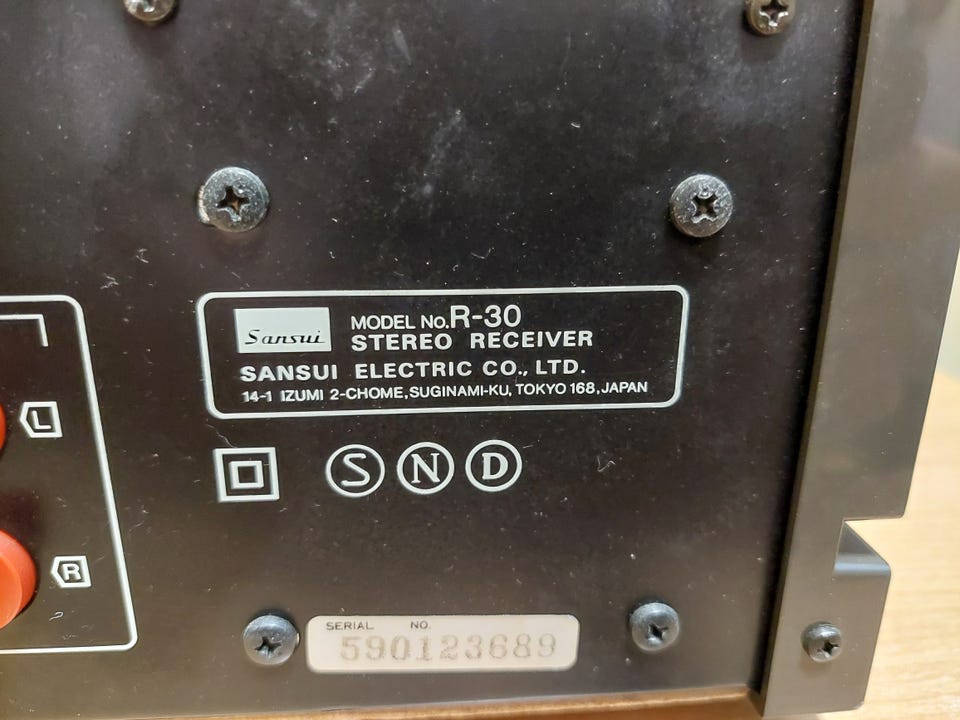 Sansui
MODEL No. R-30
STEREO RECEIVER
SANSUI ELECTRIC CO., LTD.
14-1 IZUMI 2-CHOME, SUGINAMI-KU, TOKYO 168, JAPAN
L
S N D
R
SERIAL NO.
590123689